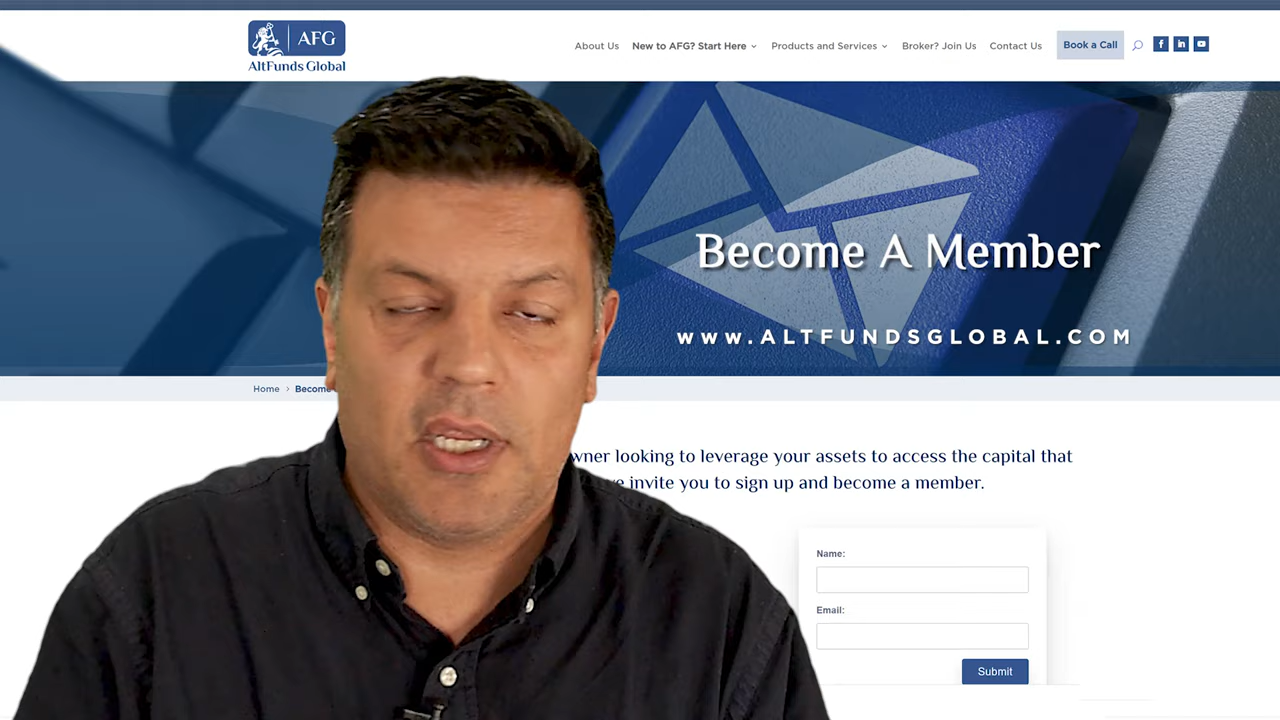 AFG
AltFunds Global
About Us New to AFG? Start Here Products and Services Broker? Join Us Contact Us Book a Call
Become A Member
www.ALTFUNDSGLOBAL.COM
Home > Become
looking to leverage your assets to access the capital that
invite you to sign up and become a member.
Name:
Email:
Submit